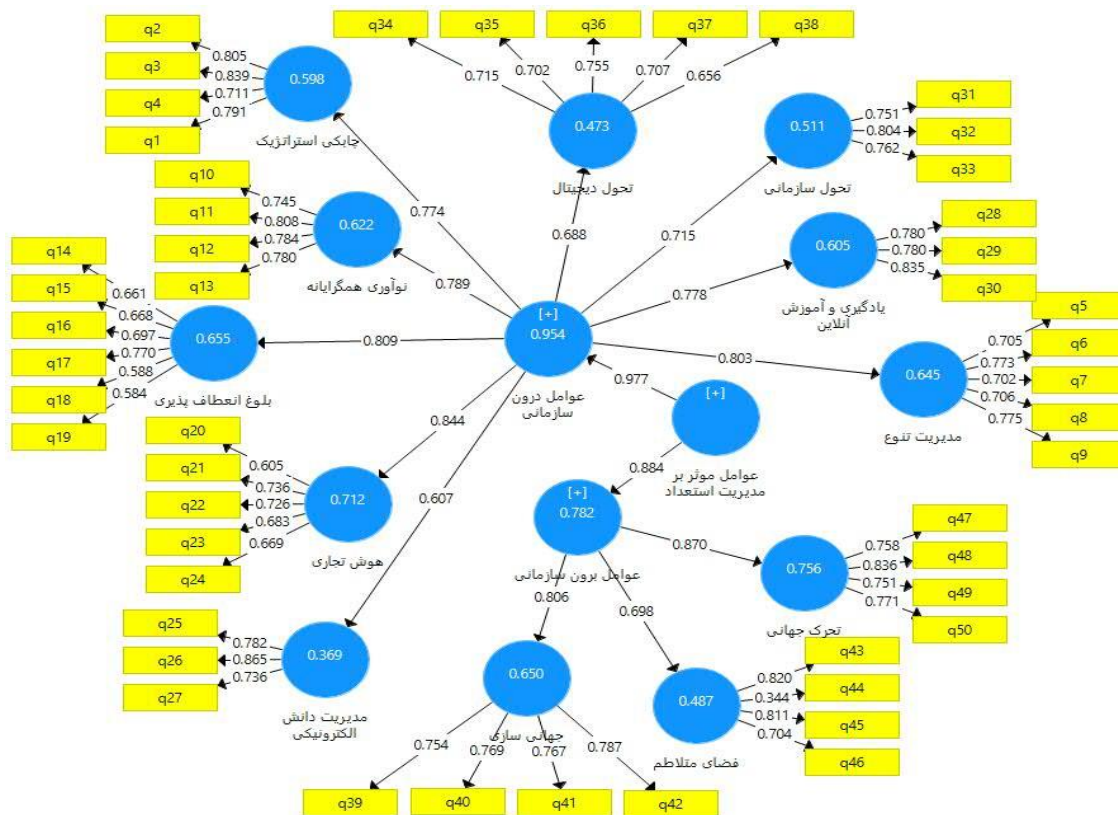 q2
q3
q4
q1
0.805
0.839
0.711
0.791
0.598
چابکی استراتژیک
q34
q35
q36
q37
q38
0.715
0.702
0.755
0.707
0.656
0.473
تحول دیجیتال
0.511
تحول سازمانی
0.751
0.804
0.762
q31
q32
q33
q10
q11
q12
q13
0.745
0.808
0.784
0.780
0.622
نوآوری همگرایانه
0.774
0.688
0.715
0.789
0.778
0.605
یادگیری و آموزش
آنلاین
0.780
0.780
0.835
q28
q29
q30
q14
q15
q16
q17
q18
q19
0.661
0.668
0.697
0.770
0.588
0.584
0.655
بلوغ انعطاف پذیری
0.809
[+]
0.954
عوامل درون
سازمانی
0.803
0.645
مدیریت تنوع
0.705
0.773
0.702
0.706
0.775
q5
q6
q7
q8
q9
0.977
[+]
عوامل موثر بر
مدیریت استعداد
0.884
q20
q21
q22
q23
q24
0.605
0.736
0.726
0.683
0.669
0.712
هوش تجاری
0.844
0.607
[+]
0.782
عوامل برون سازمانی
0.870
0.806
0.698
0.756
تحرک جهانی
0.758
0.836
0.751
0.771
q47
q48
q49
q50
q25
q26
q27
0.782
0.865
0.736
0.369
مدیریت دانش
الکترونیکی
0.650
جهانی سازی
0.754
0.769
0.767
0.787
q39
q40
q41
q42
0.487
فضای متلاطم
0.820
0.344
0.811
0.704
q43
q44
q45
q46